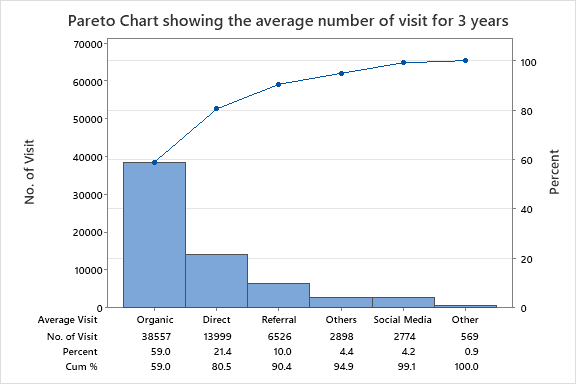 Pareto Chart showing the average number of visit for 3 years
70000
60000
50000
40000
30000
20000
10000
0
No. of Visit
100
80
60
40
20
0
Percent
Average Visit Organic Direct Referral Others Social Media Other
No. of Visit 38557 13999 6526 2898 2774 569
Percent 59.0 21.4 10.0 4.4 4.2 0.9
Cum % 59.0 80.5 90.4 94.9 99.1 100.0